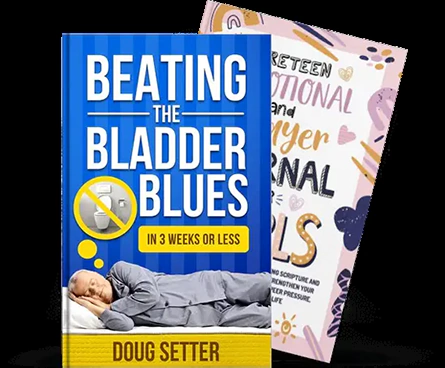 BEATING
THE
BLADDER
BLUES
IN 3 WEEKS OR LESS
DOUG SETTER
RETEEN
OTIONAL
and
ayer
RNAL
LS
NG SCRIPTURE AND
RENGTHEN YOUR
EER PRESSURE,
LIFE.